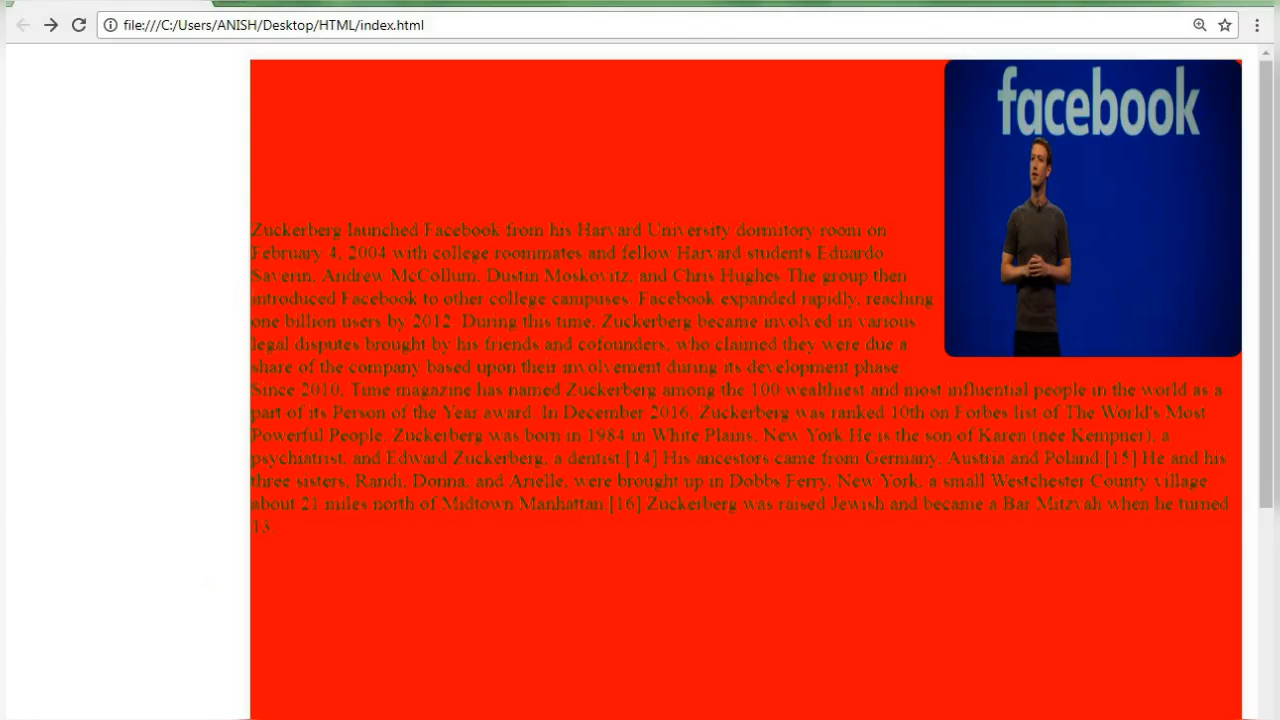 file:///C:/Users/ANISH/Desktop/HTML/index.html
facebook
Zuckerberg launched Facebook from his Harvard University dormitory room on
February 4, 2004 with college roommates and fellow Harvard students Eduardo
Saverin, Andrew McCollum, Dustin Moskovitz, and Chris Hughes The group then
introduced Facebook to other college campuses. Facebook expanded rapidly, reaching
one billion users by 2012. During this time, Zuckerberg became involved in various
legal disputes brought by his friends and cofounders, who claimed they were due a
share of the company based upon their involvement during its development phase
Since 2010, Time magazine has named Zuckerberg among the 100 wealthiest and most influential people in the world as a
part of its Person of the Year award. In December 2016, Zuckerberg was ranked 10th on Forbes list of The World's Most
Powerful People. Zuckerberg was born in 1984 in White Plains, New York.He is the son of Karen (nee Kempner), a
psychiatrist, and Edward Zuckerberg, a dentist.[14] His ancestors came from Germany, Austria and Poland.[15] He and his
three sisters, Randi, Donna, and Arielle, were brought up in Dobbs Ferry, New York, a small Westchester County village
about 21 miles north of Midtown Manhattan.[16] Zuckerberg was raised Jewish and became a Bar Mitzvah when he turned
13